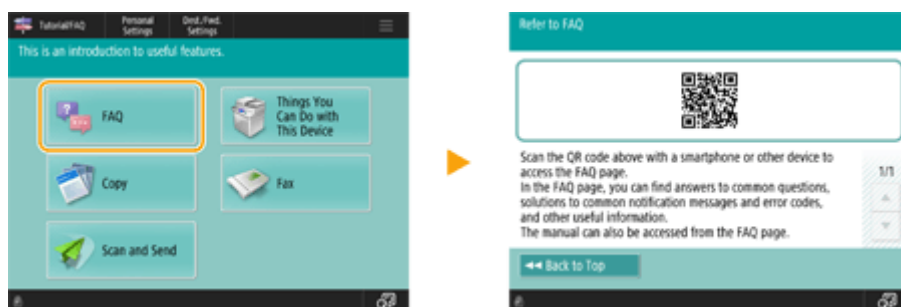 Tutorial/FAQ
Personal
Settings
Dest./Fwd.
Settings
This is an introduction to useful features.
FAQ
Things You
Can Do with
This Device
Copy
Fax
Scan and Send
Refer to FAQ
Scan the QR code above with a smartphone or other device to
access the FAQ page.
In the FAQ page, you can find answers to common questions,
solutions to common notification messages and error codes,
and other useful information.
The manual can also be accessed from the FAQ page.
1/1
Back to Top